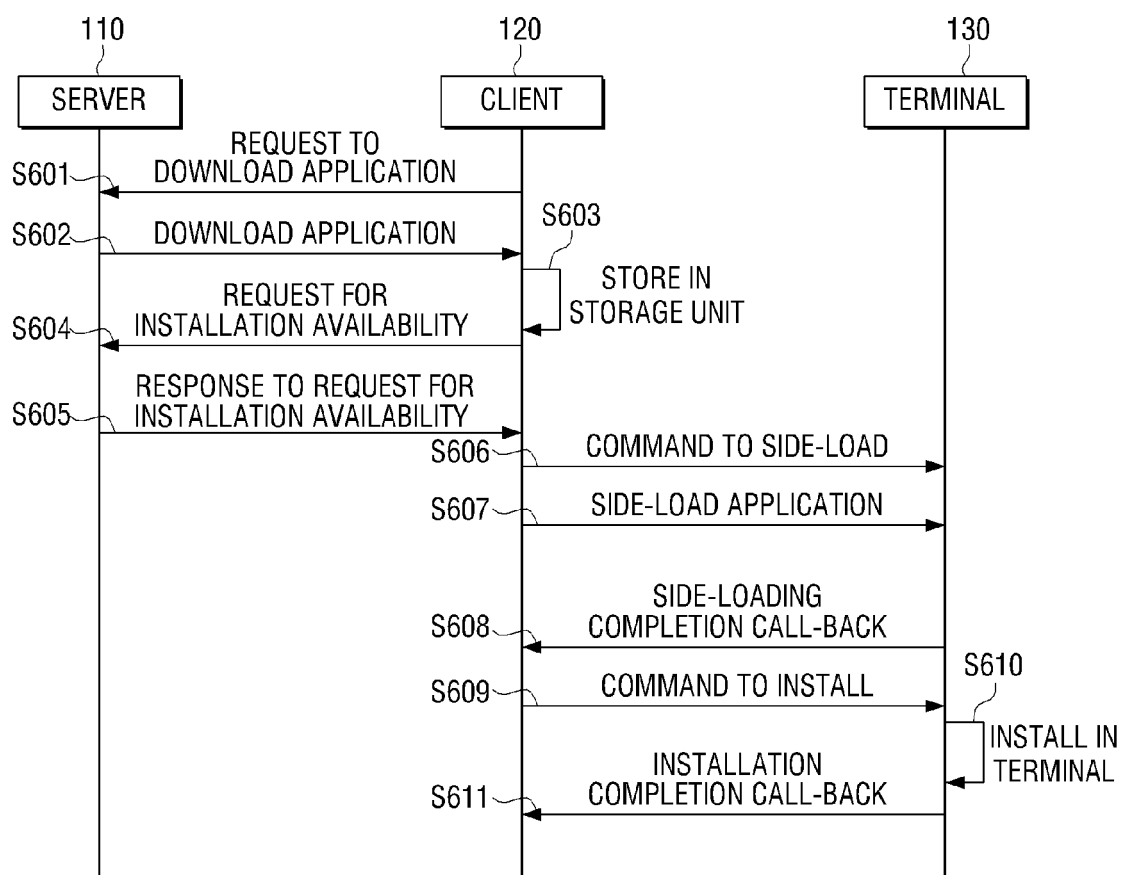 110
120
130
SERVER
CLIENT
TERMINAL
REQUEST TO
DOWNLOAD APPLICATION
S601
S602
DOWNLOAD APPLICATION
S603
STORE IN
STORAGE UNIT
REQUEST FOR
INSTALLATION AVAILABILITY
S604
RESPONSE TO REQUEST FOR
INSTALLATION AVAILABILITY
S605
S606
COMMAND TO SIDE-LOAD
S607
SIDE-LOAD APPLICATION
SIDE-LOADING
COMPLETION CALL-BACK
S608
S609
COMMAND TO INSTALL
S610
INSTALL IN
TERMINAL
INSTALLATION
COMPLETION CALL-BACK
S611